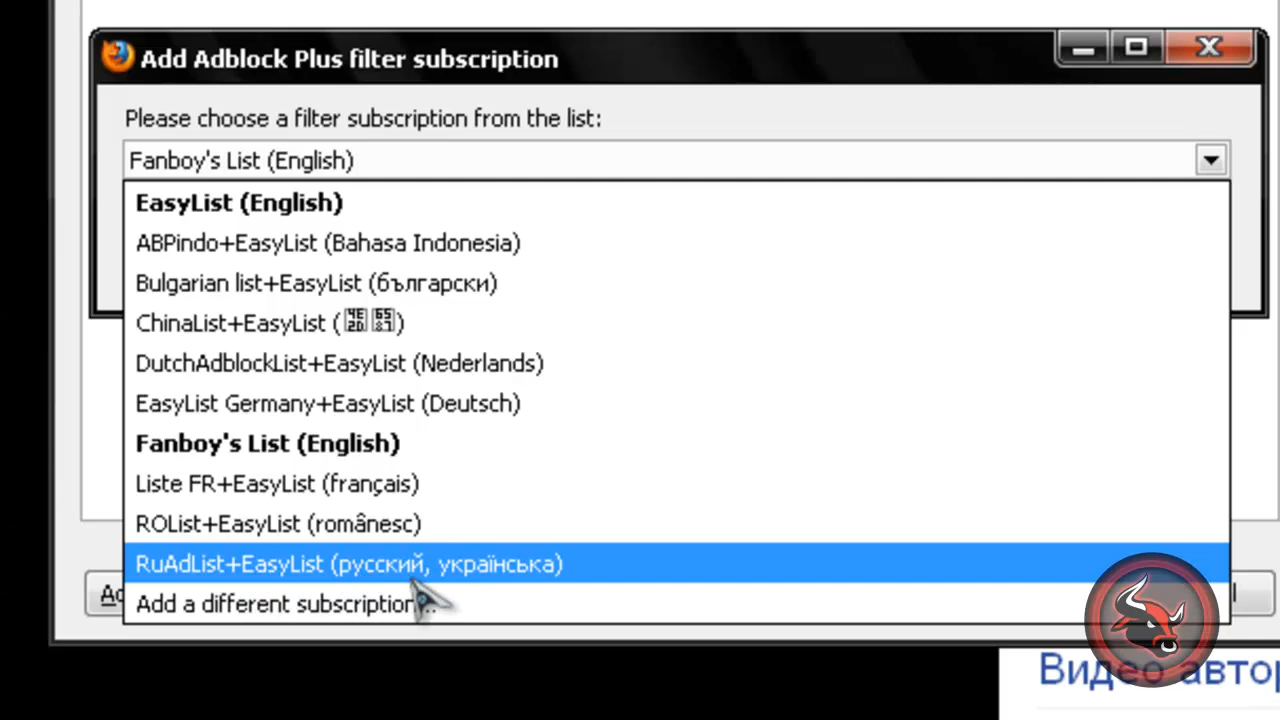 Add Adblock Plus filter subscription
Please choose a filter subscription from the list:
Fanboy's List (English)
EasyList (English)
ABPindo+EasyList (Bahasa Indonesia)
Bulgarian list+EasyList (български)
ChinaList+EasyList ()
DutchAdblockList+EasyList (Nederlands)
EasyList Germany+EasyList (Deutsch)
Fanboy's List (English)
Liste FR+EasyList (français)
ROList+EasyList (românesc)
RuAdList+EasyList (русский, українська)
Add a different subscription...
Видео